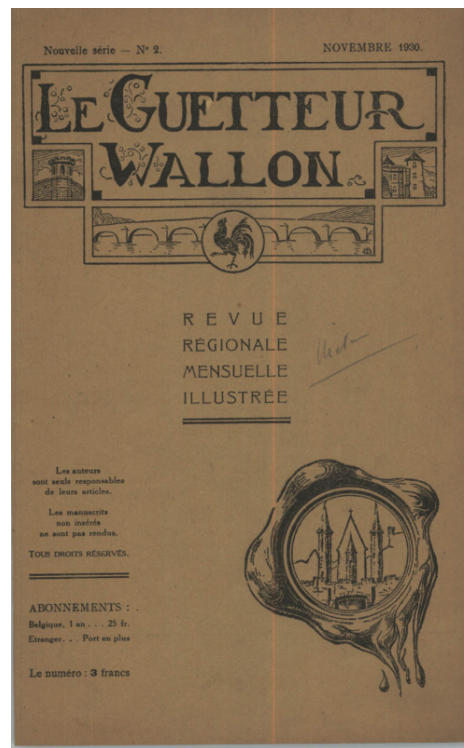 Nouvelle série — N° 2.
NOVEMBRE 1930.
LE GUETTEUR
WALLON
REVUE
RÉGIONALE
MENSUELLE
ILLUSTRÉE
Les auteurs
sont seuls responsables
de leurs articles.
Les manuscrits
non insérés
ne sont pas rendus.
TOUS DROITS RÉSERVÉS.
ABONNEMENTS :
Belgique, 1 an . . . 25 fr.
Etranger. . . Port en plus
Le numéro : 3 francs